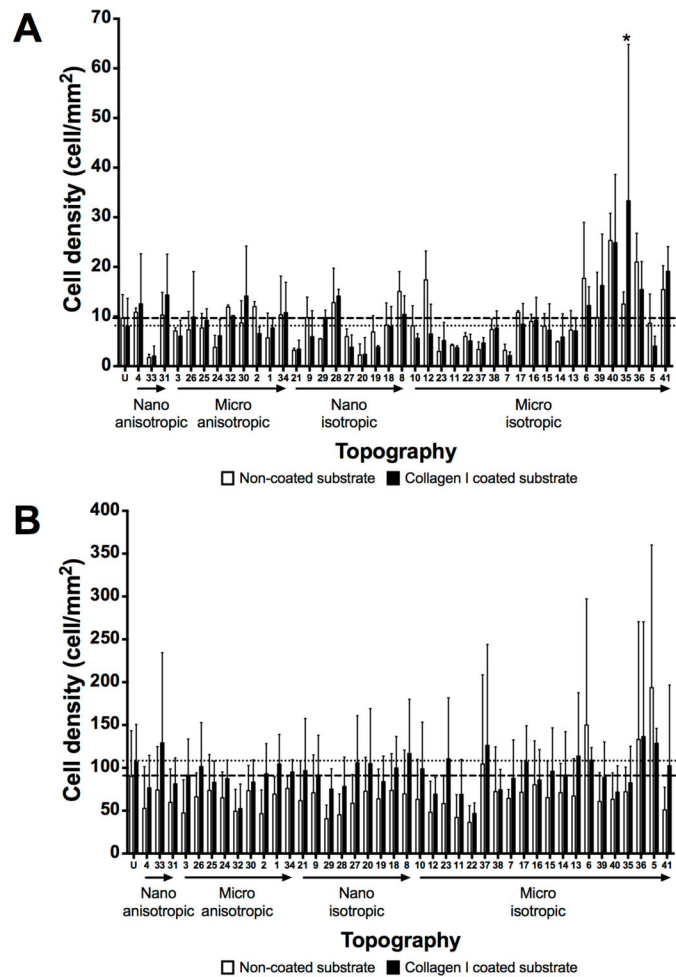 A
Cell density (cell/mm²)
70
60
50
40
30
20
10
0
*
U 4 33 31 3 26 25 24 32 30 2 1 34 21 9 29 28 27 20 19 18 8 10 12 23 11 22 37 38 7 17 16 15 14 13 6 39 40 35 36 5 41
Nano
anisotropic
Micro
anisotropic
Nano
isotropic
Micro
isotropic
Topography
Non-coated substrate
Collagen I coated substrate
B
Cell density (cell/mm²)
400
350
300
250
200
150
100
50
0
U 4 33 31 3 26 25 24 32 30 2 1 34 21 9 29 28 27 20 19 18 8 10 12 23 11 22 37 38 7 17 16 15 14 13 6 39 40 35 36 5 41
Nano
anisotropic
Micro
anisotropic
Nano
isotropic
Micro
isotropic
Topography
Non-coated substrate
Collagen I coated substrate